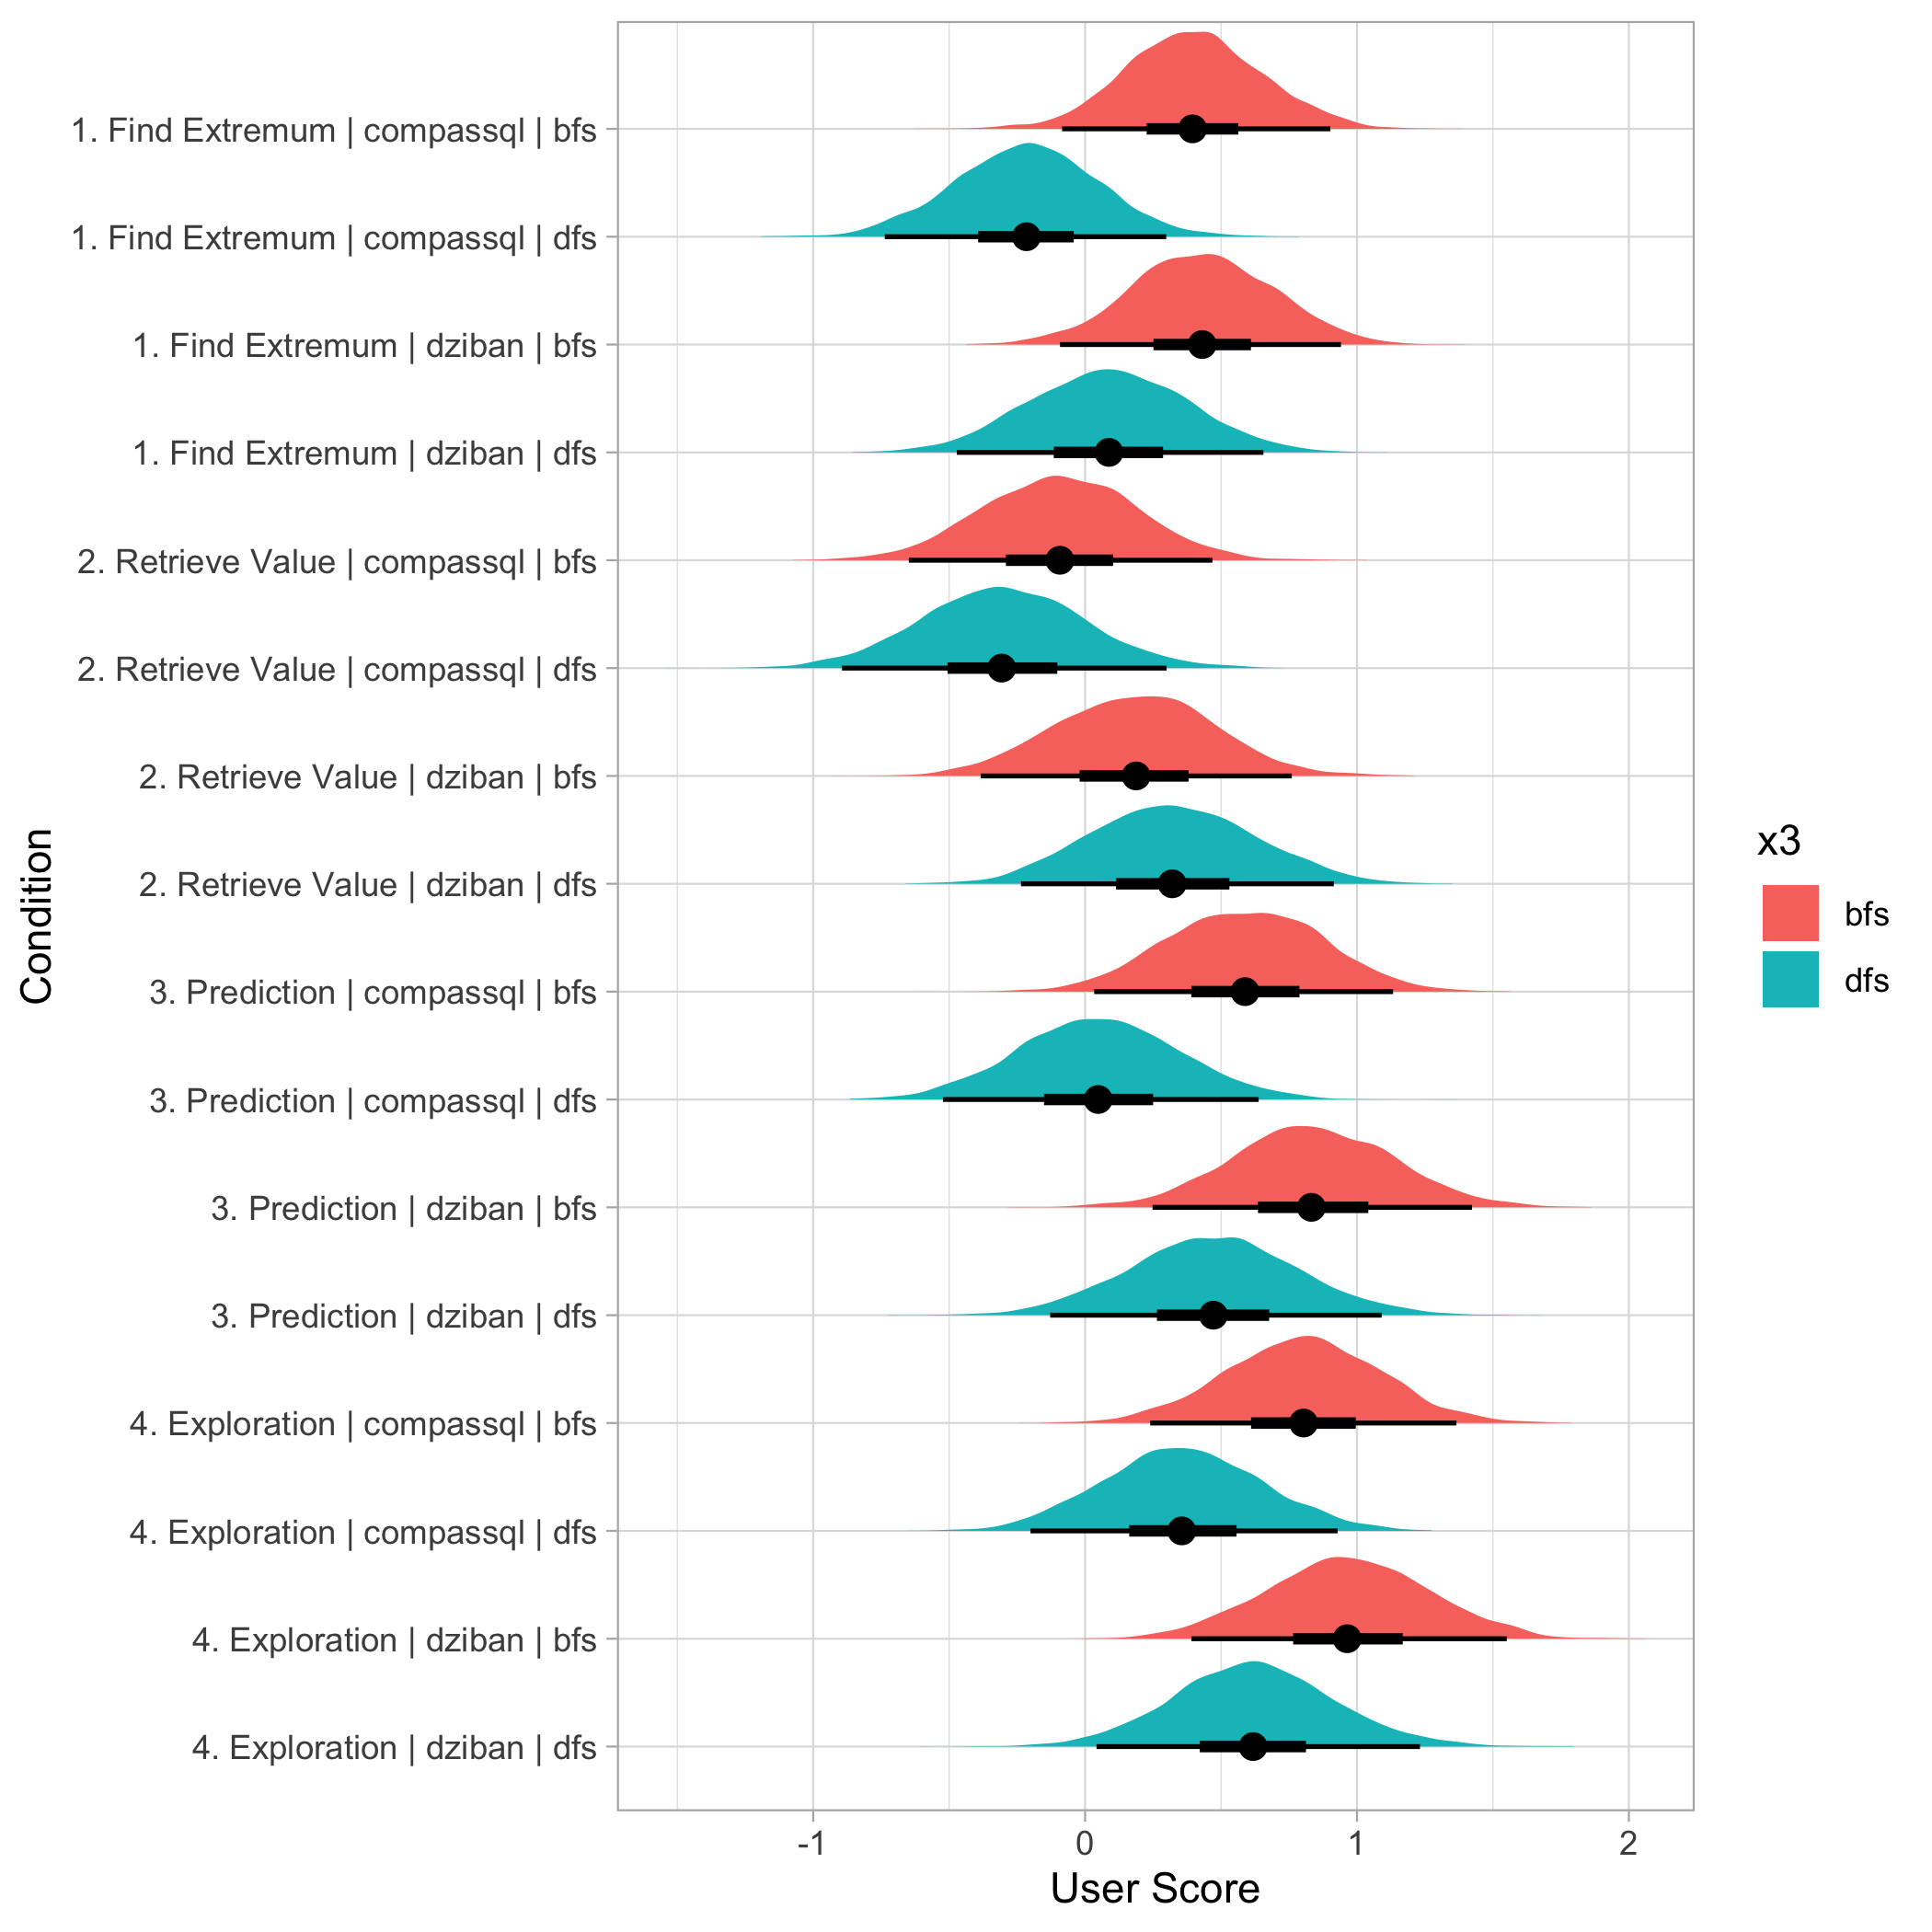 1. Find Extremum | compassql | bfs
1. Find Extremum | compassql | dfs
1. Find Extremum | dziban | bfs
1. Find Extremum | dziban | dfs
2. Retrieve Value | compassql | bfs
2. Retrieve Value | compassql | dfs
2. Retrieve Value | dziban | bfs
2. Retrieve Value | dziban | dfs
3. Prediction | compassql | bfs
3. Prediction | compassql | dfs
3. Prediction | dziban | bfs
3. Prediction | dziban | dfs
4. Exploration | compassql | bfs
4. Exploration | compassql | dfs
4. Exploration | dziban | bfs
4. Exploration | dziban | dfs
Condition
-1 0 1 2
User Score
x3
bfs
dfs